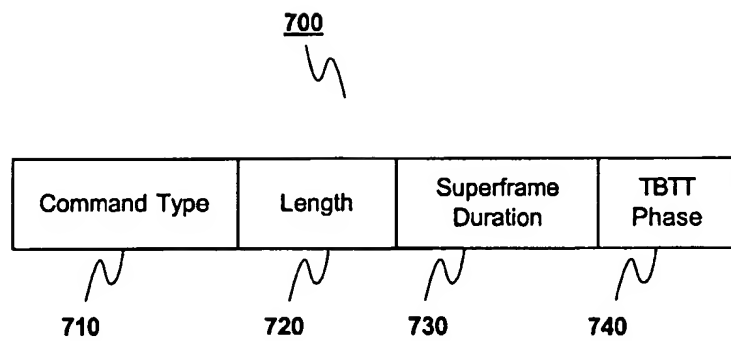 700
Command Type
Length
Superframe
Duration
TBTT
Phase
710
720
730
740